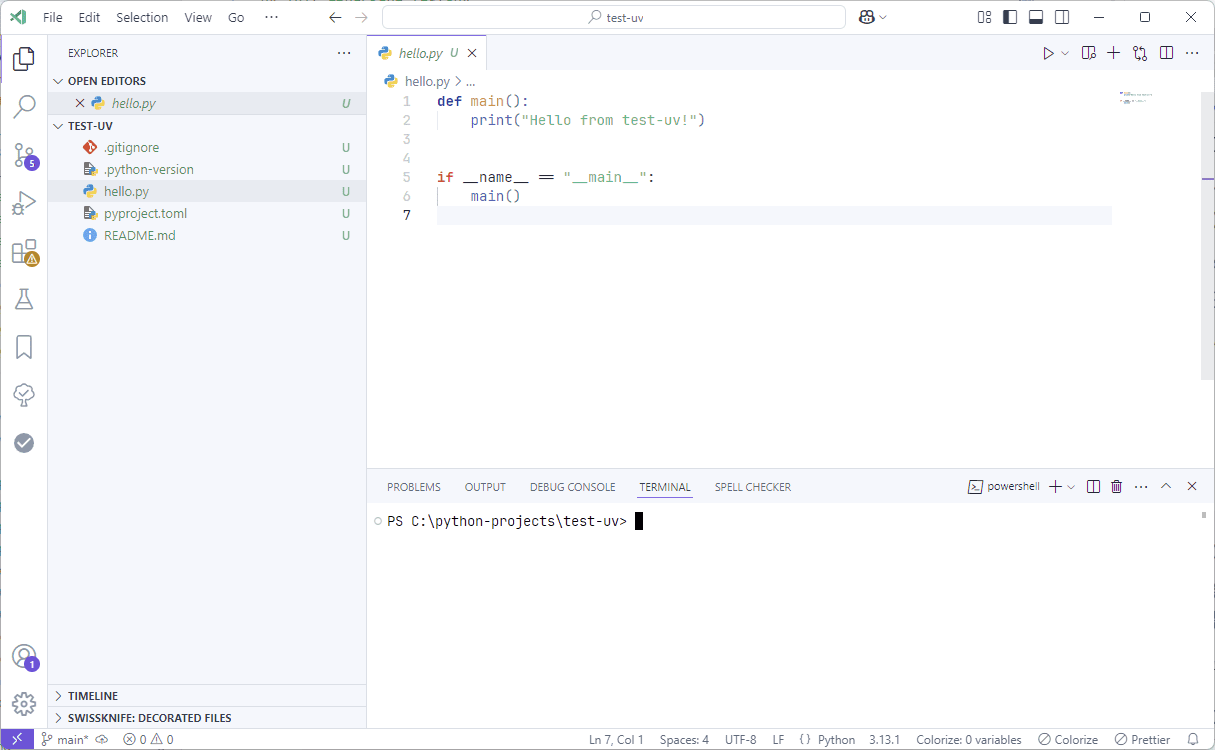 File Edit Selection View Go ··· test-uv
EXPLORER ···
OPEN EDITORS
hello.py U
TEST-UV
.gitignore U
.python-version U
hello.py U
pyproject.toml U
README.md U
5
1
TIMELINE
SWISSKNIFE: DECORATED FILES
hello.py U
hello.py > ...
1 def main():
2 print("Hello from test-uv!")
3
4
5 if __name__ == "__main__":
6 main()
7
PROBLEMS OUTPUT DEBUG CONSOLE TERMINAL SPELL CHECKER powershell
PS C:\python-projects\test-uv>
main* 0 0 Ln 7, Col 1 Spaces: 4 UTF-8 LF {} Python 3.13.1 Colorize: 0 variables Colorize Prettier